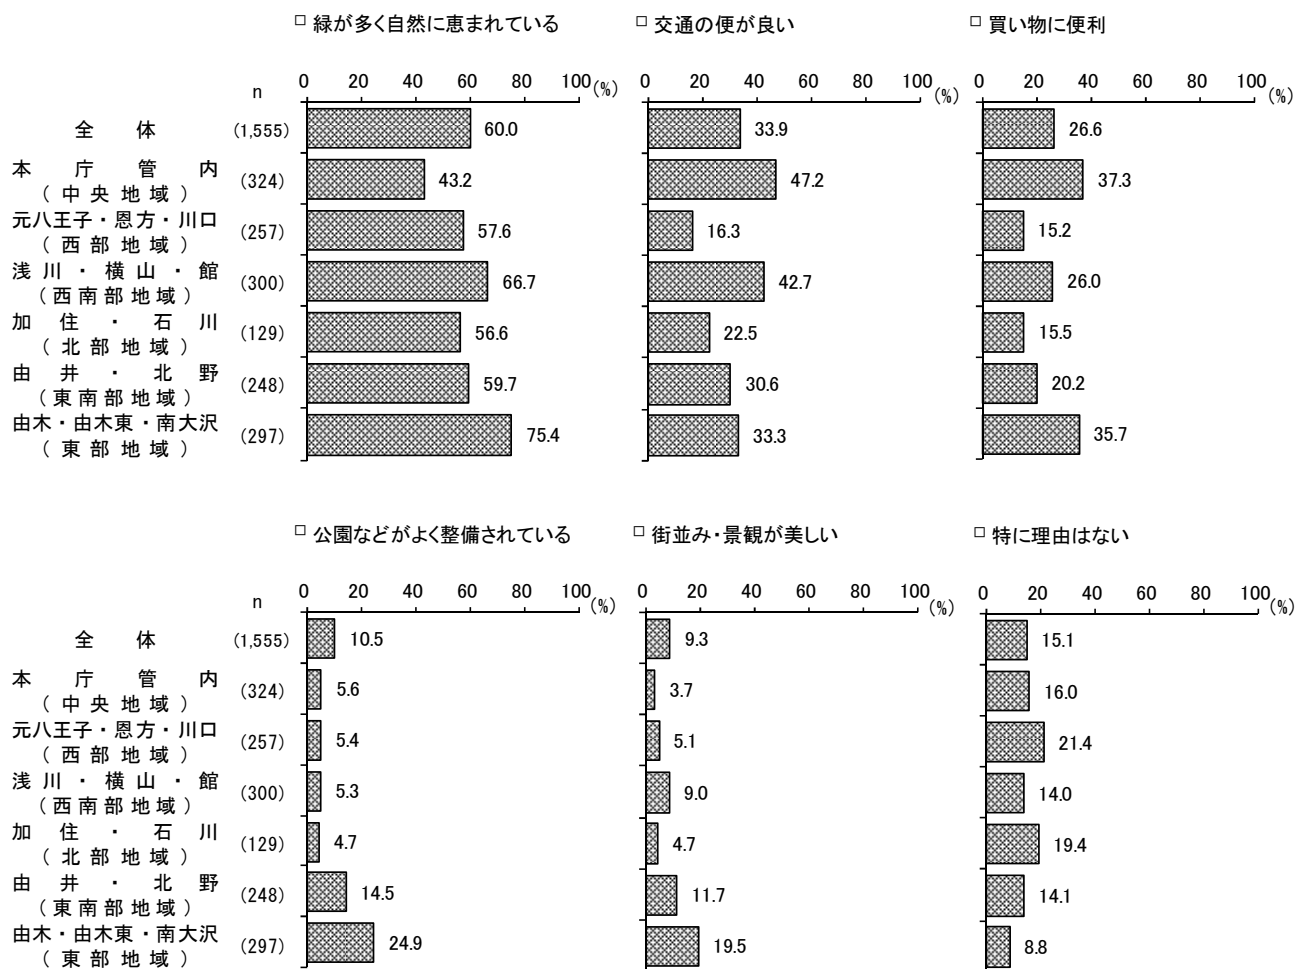 □ 緑が多く自然に恵まれている □ 交通の便が良い □ 買い物に便利
n 0 20 40 60 80 100 (%) 0 20 40 60 80 100 (%) 0 20 40 60 80 100 (%)
全体 (1,555) 60.0 33.9 26.6
本庁管内
(中央地域) (324) 43.2 47.2 37.3
元八王子・恩方・川口
(西部地域) (257) 57.6 16.3 15.2
浅川・横山・館
(西南部地域) (300) 66.7 42.7 26.0
加住・石川
(北部地域) (129) 56.6 22.5 15.5
由井・北野
(東南部地域) (248) 59.7 30.6 20.2
由木・由木東・南大沢
(東部地域) (297) 75.4 33.3 35.7
□ 公園などがよく整備されている □ 街並み・景観が美しい □ 特に理由はない
n 0 20 40 60 80 100 (%) 0 20 40 60 80 100 (%) 0 20 40 60 80 100 (%)
全体 (1,555) 10.5 9.3 15.1
本庁管内
(中央地域) (324) 5.6 3.7 16.0
元八王子・恩方・川口
(西部地域) (257) 5.4 5.1 21.4
浅川・横山・館
(西南部地域) (300) 5.3 9.0 14.0
加住・石川
(北部地域) (129) 4.7 4.7 19.4
由井・北野
(東南部地域) (248) 14.5 11.7 14.1
由木・由木東・南大沢
(東部地域) (297) 24.9 19.5 8.8